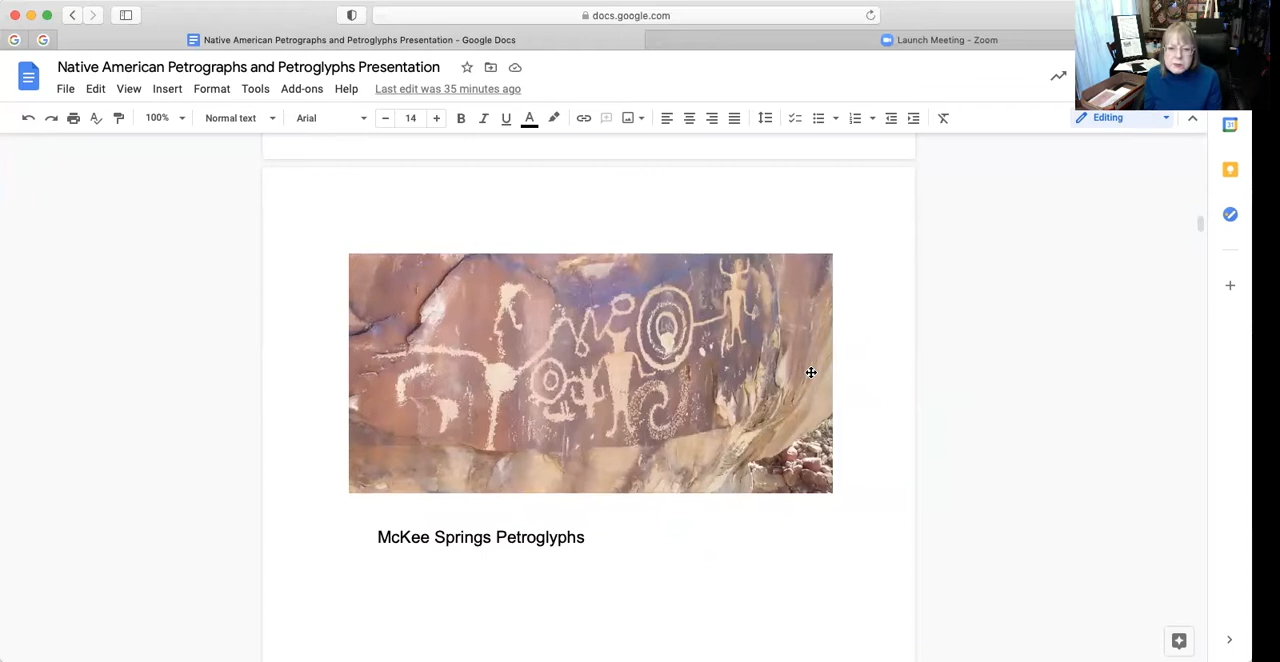 docs.google.com
Native American Petrographs and Petroglyphs Presentation - Google Docs
Launch Meeting - Zoom
Native American Petrographs and Petroglyphs Presentation
File Edit View Insert Format Tools Add-ons Help Last edit was 35 minutes ago
100% Normal text Arial 14 B I U A Editing
31
McKee Springs Petroglyphs